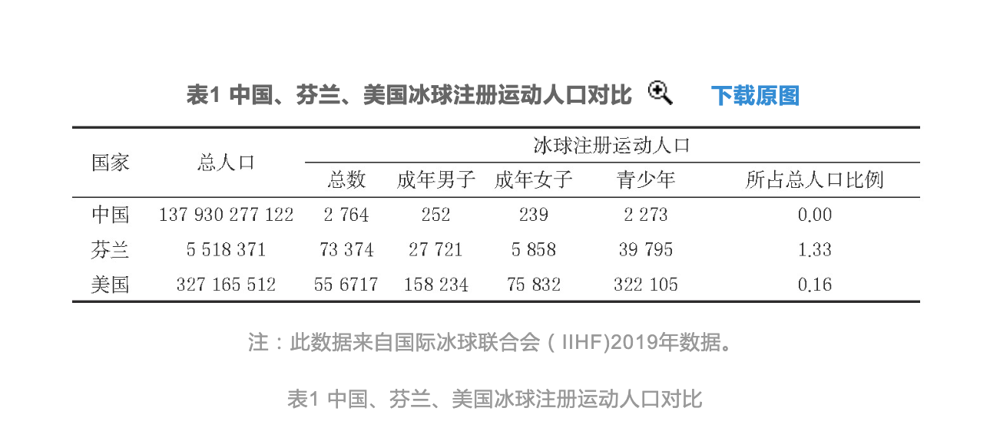 表1 中国、芬兰、美国冰球注册运动人口对比 下载原图
国家 总人口 冰球注册运动人口
总数 成年男子 成年女子 青少年 所占总人口比例
中国 137 930 277 122 2 764 252 239 2 273 0.00
芬兰 5 518 371 73 374 27 721 5 858 39 795 1.33
美国 327 165 512 55 6717 158 234 75 832 322 105 0.16
注：此数据来自国际冰球联合会（IIHF)2019年数据。
表1 中国、芬兰、美国冰球注册运动人口对比